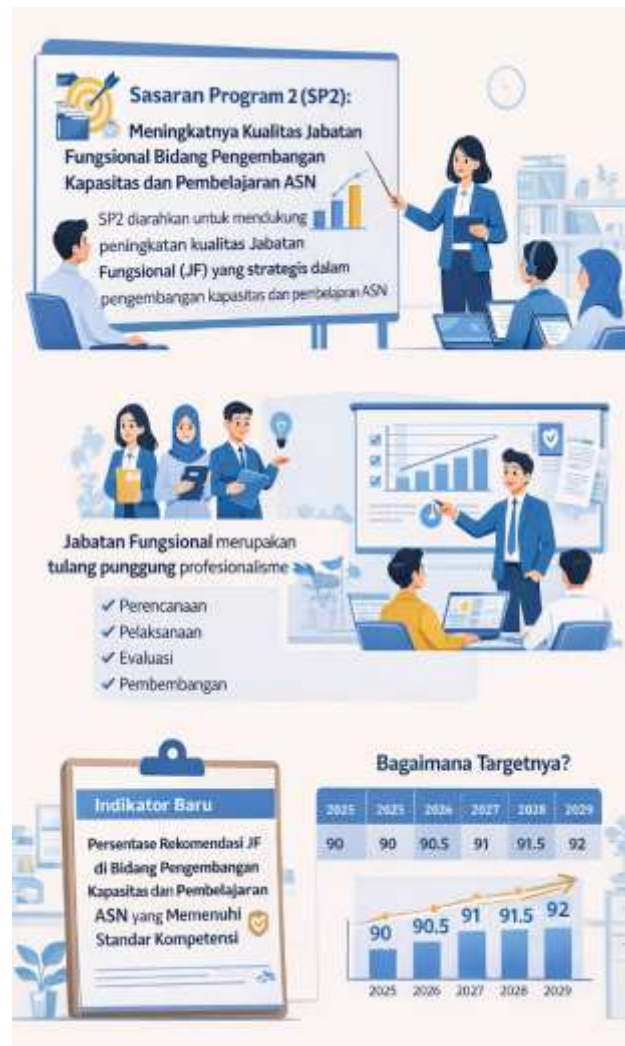 Sasaran Program 2 (SP2):
Meningkatnya Kualitas Jabatan
Fungsional Bidang Pengembangan
Kapasitas dan Pembelajaran ASN
SP2 diarahkan untuk mendukung
peningkatan kualitas Jabatan
Fungsional (JF) yang strategis dalam
pengembangan kapasitas dan pembelajaran ASN
Jabatan Fungsional merupakan
tulang punggung profesionalisme
✓ Perencanaan
✓ Pelaksanaan
✓ Evaluasi
✓ Pembembangan
Indikator Baru
Persentase Rekomendasi JF
di Bidang Pengembangan
Kapasitas dan Pembelajaran
ASN yang Memenuhi
Standar Kompetensi
Bagaimana Targetnya?
2025 2025 2026 2027 2028 2029
90 90 90.5 91 91.5 92
90 90.5 91 91.5 92
2025 2026 2027 2028 2029